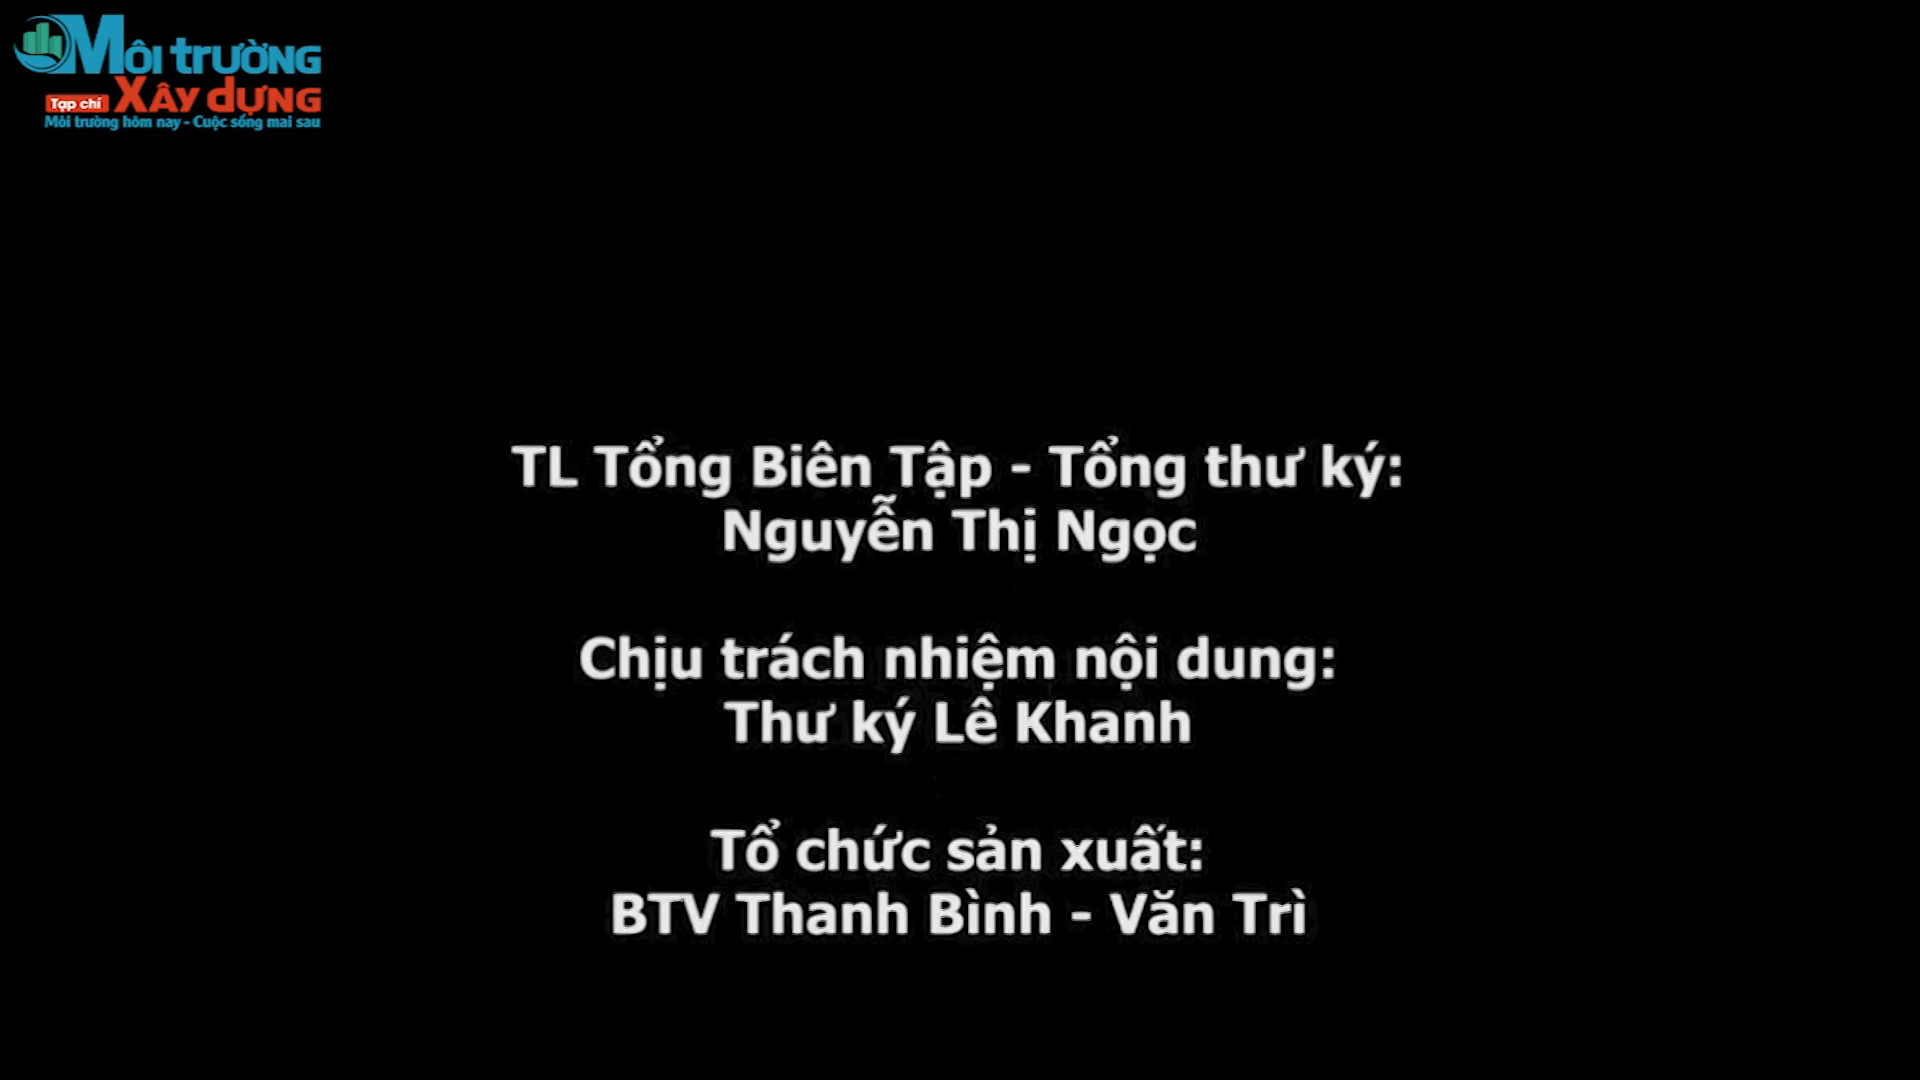 Môi trường
Tạp chí Xây dựng
Môi trường hôm nay - Cuộc sống mai sau
TL Tổng Biên Tập - Tổng thư ký:
Nguyễn Thị Ngọc
Chịu trách nhiệm nội dung:
Thư ký Lê Khanh
Tổ chức sản xuất:
BTV Thanh Bình - Văn Trì